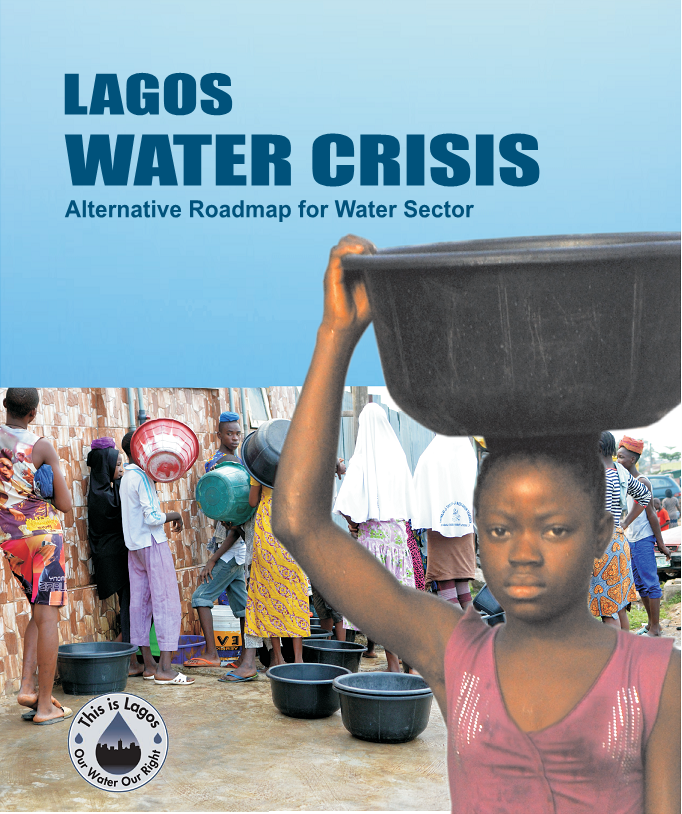 LAGOS
WATER CRISIS
Alternative Roadmap for Water Sector
This is Lagos
Our Water Our Right